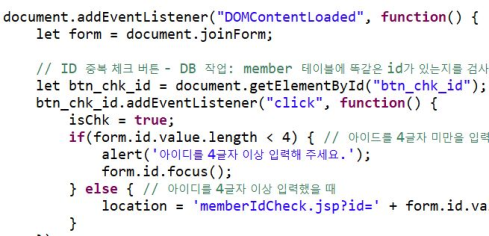 document.addEventListener("DOMContentLoaded", function() {
let form = document.joinForm;
// ID 중복 체크 버튼 - DB 작업: member 테이블에 똑같은 id가 있는지를 검사
let btn_chk_id = document.getElementById("btn_chk_id");
btn_chk_id.addEventListener("click", function() {
isChk = true;
if(form.id.value.length < 4) { // 아이드를 4글자 미만을 입력
alert('아이디를 4글자 이상 입력해 주세요.');
form.id.focus();
} else { // 아이디를 4글자 이상 입력했을 때
location = 'memberIdCheck.jsp?id=' + form.id.va
}